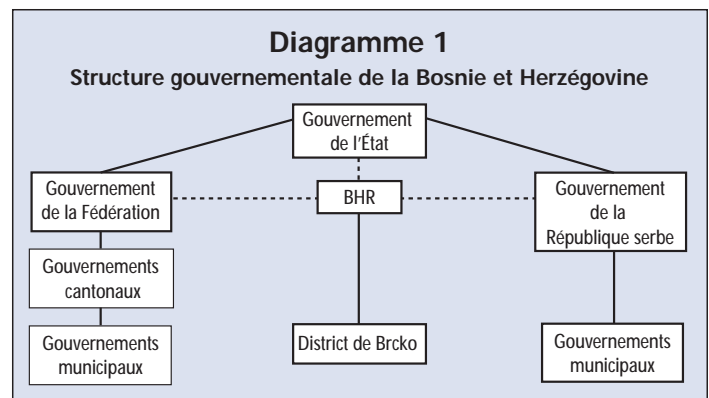 Diagramme 1
Structure gouvernementale de la Bosnie et Herzégovine
Gouvernement
de l'État
Gouvernement
de la Fédération
BHR
Gouvernement
de la
République serbe
Gouvernements
cantonaux
Gouvernements
municipaux
District de Brcko
Gouvernements
municipaux